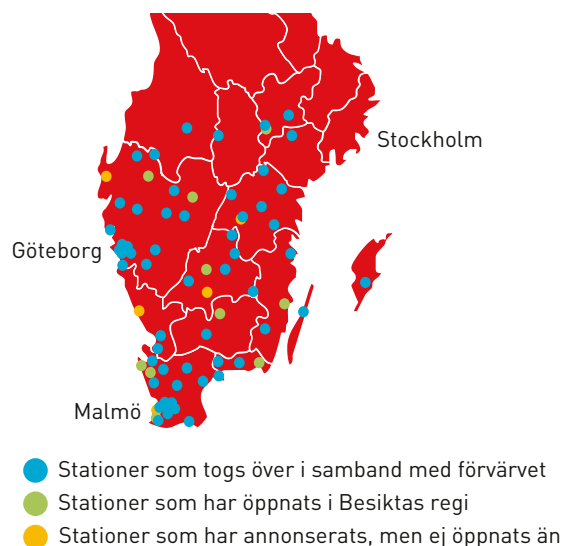 Stockholm
Göteborg
Malmö
Stationer som togs över i samband med förvärvet
Stationer som har öppnats i Besiktas regi
Stationer som har annonserats, men ej öppnats än